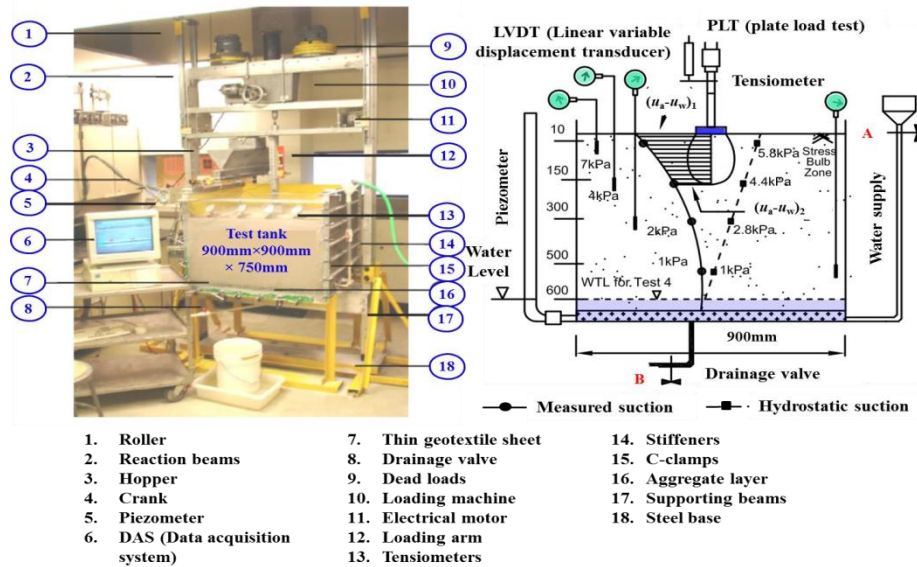 1
2
3
4
5
6
7
8
9
10
11
12
13
14
15
16
17
18
Test tank
900mm×900mm
× 750mm
LVDT (Linear variable
displacement transducer)
PLT (plate load test)
Tensiometer
(ua-uw)1
10
A
7kPa
4kPa
5.8kPa
Stress
Bulb
Zone
150
4.4kPa
(ua-uw)2
300
2kPa
2.8kPa
Piezometer
Water supply
Water
Level
500
1kPa
1kPa
WTL for Test 4
600
900mm
B
Drainage valve
Measured suction
Hydrostatic suction
1. Roller
2. Reaction beams
3. Hopper
4. Crank
5. Piezometer
6. DAS (Data acquisition
system)
7. Thin geotextile sheet
8. Drainage valve
9. Dead loads
10. Loading machine
11. Electrical motor
12. Loading arm
13. Tensiometers
14. Stiffeners
15. C-clamps
16. Aggregate layer
17. Supporting beams
18. Steel base